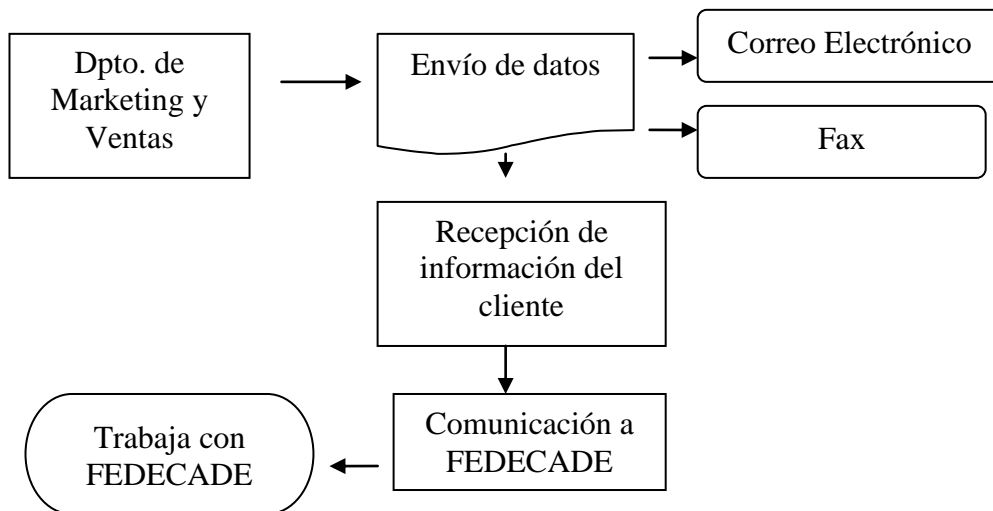 Dpto. de
Marketing y
Ventas
Envío de datos
Correo Electrónico
Fax
Recepción de
información del
cliente
Comunicación a
FEDECADE
Trabaja con
FEDECADE